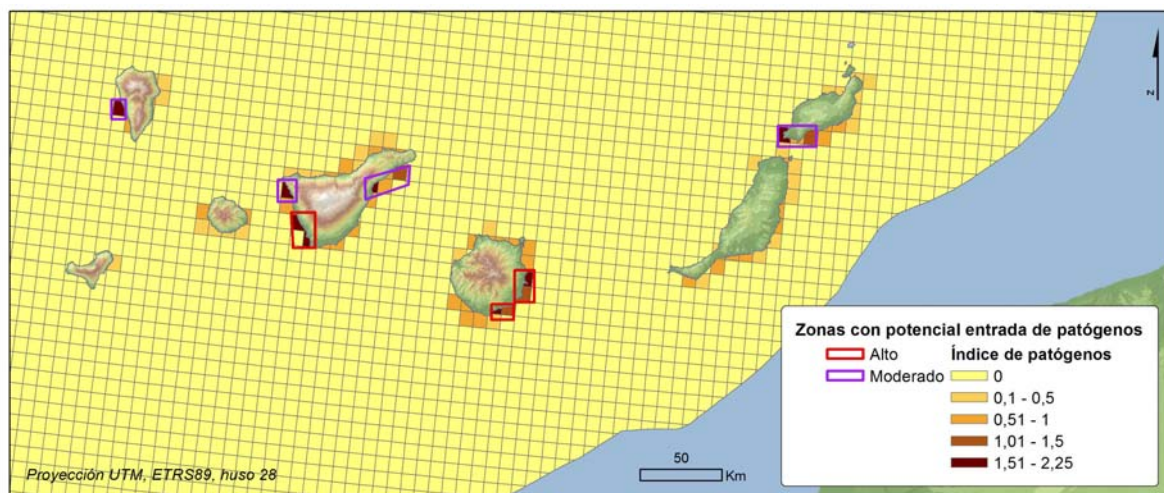 z
Zonas con potencial entrada de patógenos
Alto
Moderado
Índice de patógenos
0
0,1 - 0,5
0,51 - 1
1,01 - 1,5
1,51 - 2,25
50
Km
Proyección UTM, ETRS89, huso 28